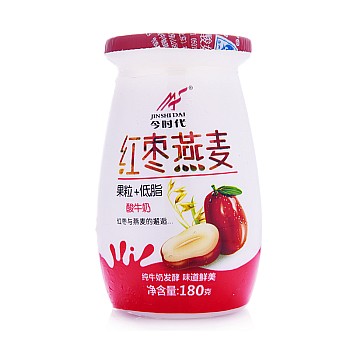 JINSHIDAI
今时代
红枣燕麦
果粒+低脂
酸牛奶
红枣与燕麦的邂逅...
纯牛奶发酵 味道鲜美
净含量:180克